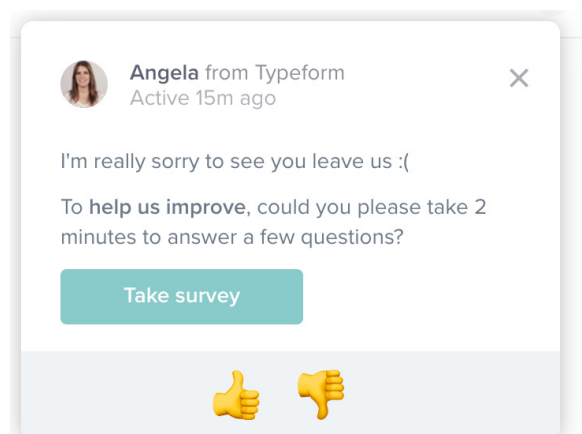 Angela from Typeform
Active 15m ago
I'm really sorry to see you leave us :(
To help us improve, could you please take 2
minutes to answer a few questions?
Take survey